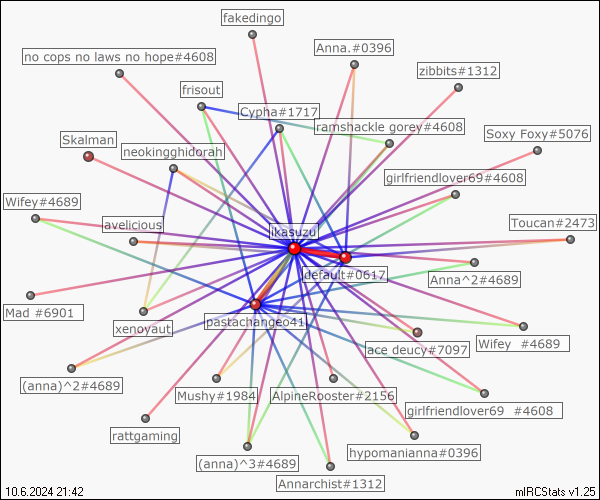 fakedingo
Anna.#0396
no cops no laws no hope#4608
zibbits#1312
frisout
Cypha#1717
ramshackle gorey#4608
Soxy Foxy#5076
Skalman
neokingghidorah
girlfriendlover69#4608
Wifey#4689
avelicious
ikasuzu
Toucan#2473
default#0617
Anna^2#4689
Mad #6901
xenoyaut
pastachangeo41
lace deucy#7097
Wifey #4689
(anna)^2#4689
Mushy#1984
AlpineRooster#2156
girlfriendlover69 #4608
rattgaming
hypomanianna#0396
(anna)^3#4689
Annarchist#1312
10.6.2024 21:42
mIRCStats v1.25